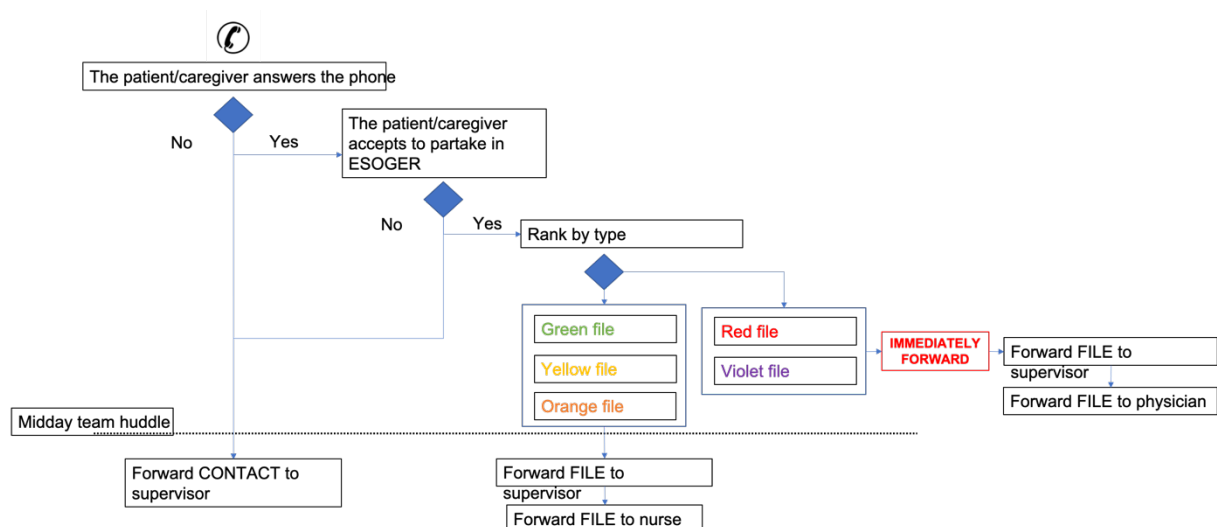 The patient/caregiver answers the phone
No
Yes
The patient/caregiver
accepts to partake in
ESOGER
No
Yes
Rank by type
Green file
Yellow file
Orange file
Red file
Violet file
IMMEDIATELY
FORWARD
Forward FILE to
supervisor
Forward FILE to physician
Midday team huddle
Forward CONTACT to
supervisor
Forward FILE to
supervisor
Forward FILE to nurse